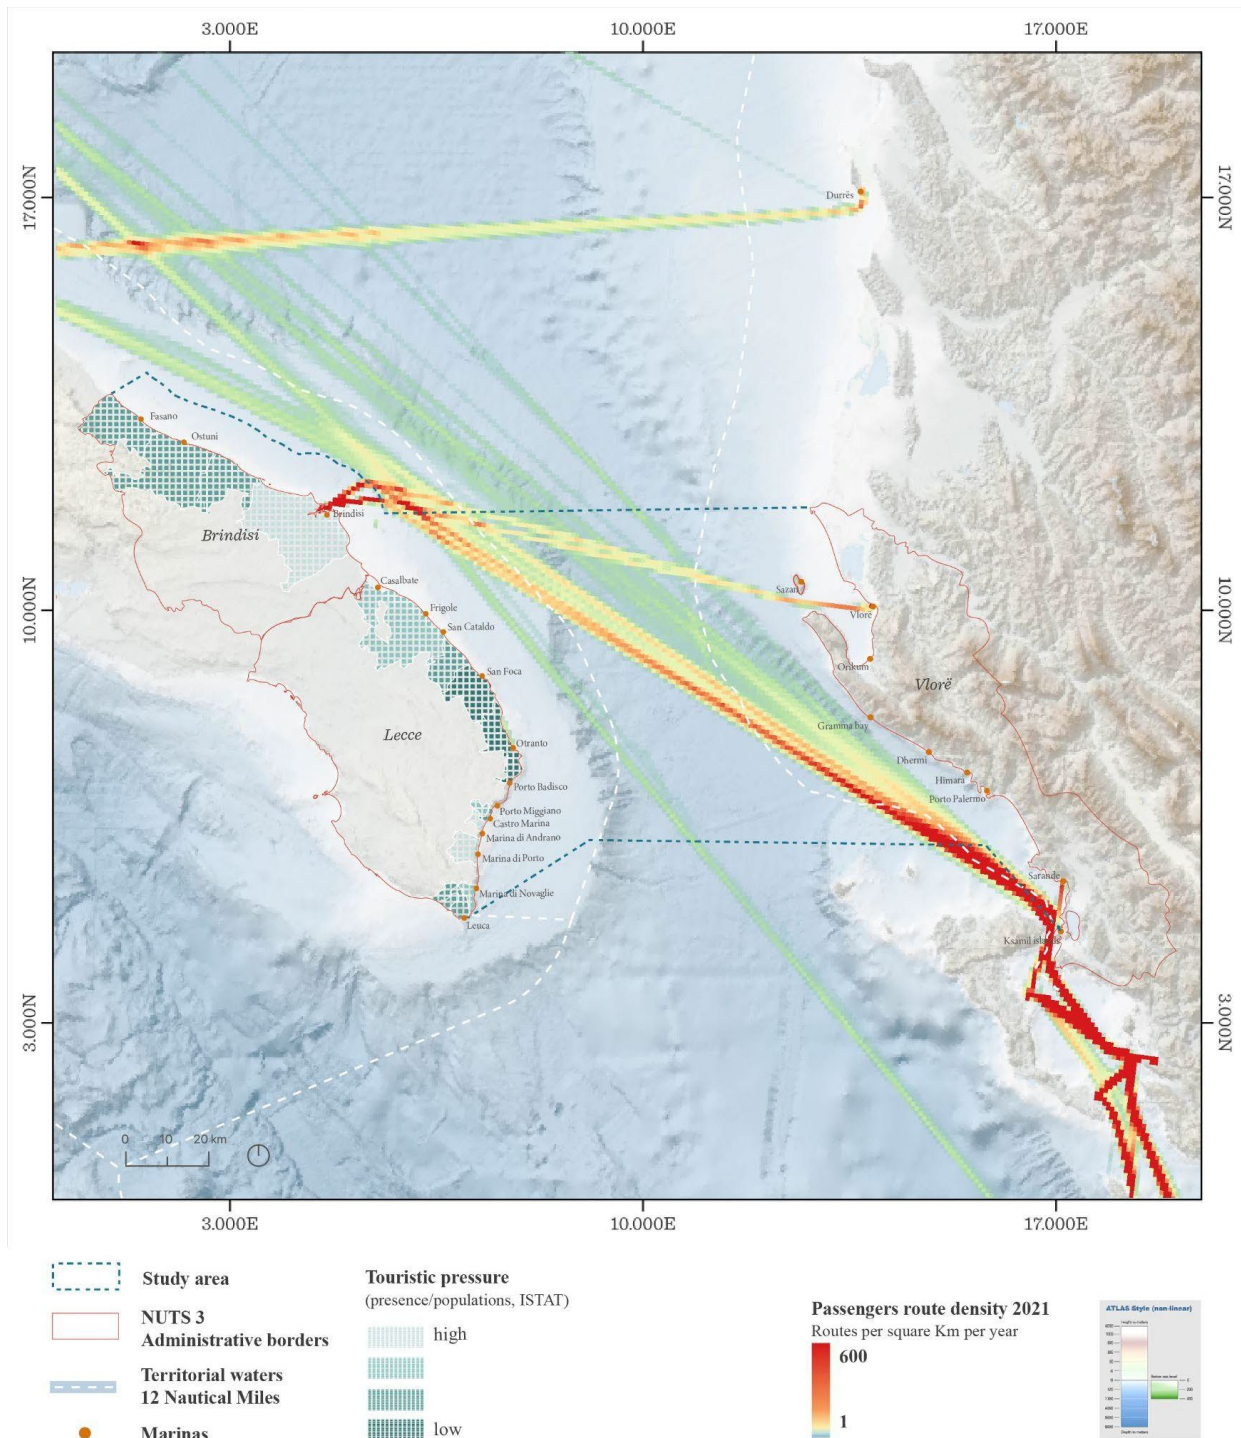 3.000E
10.000E
17.000E
17.000N
17.000N
Durrës
Fasano
Ostuni
Brindisi
Brindisi
Casalbate
Sazan
Vlorë
10.000N
10.000N
Frigole
San Cataldo
San Foca
Orikum
Vlorë
Gramma bay
Lecce
Otranto
Dhermi
Himara
Porto Badisco
Porto Palermo
Porto Miggiano
Castro Marina
Marina di Andrano
Marina di Porto
Sarande
Marina di Novaglie
Leuca
Ksamil islands
3.000N
3.000N
0 10 20 km
3.000E
10.000E
17.000E
Study area
NUTS 3
Administrative borders
Territorial waters
12 Nautical Miles
Marinas
Touristic pressure
(presence/populations, ISTAT)
high
low
Passengers route density 2021
Routes per square Km per year
600
1
ATLAS Style (non-linear)